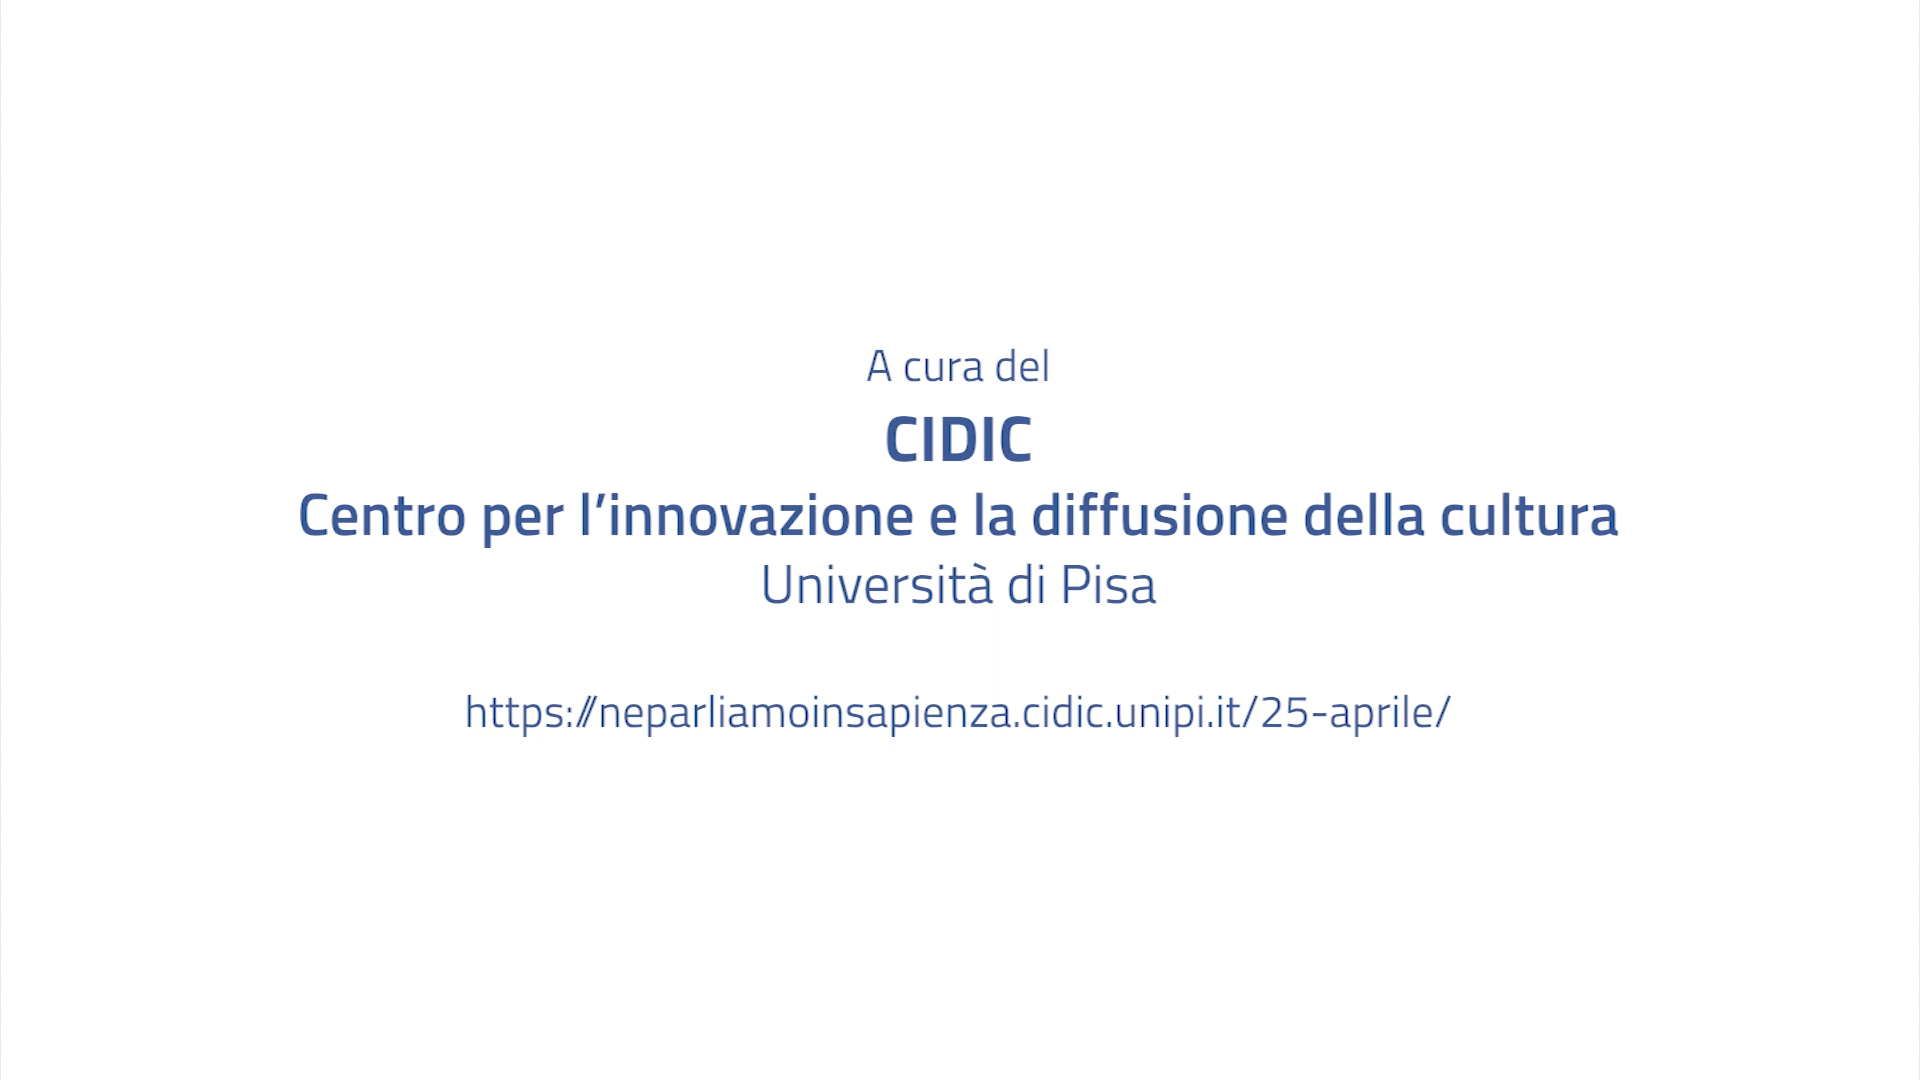 A cura del
CIDIC
Centro per l’innovazione e la diffusione della cultura
Università di Pisa
https://neparliamoinsapienza.cidic.unipi.it/25-aprile/